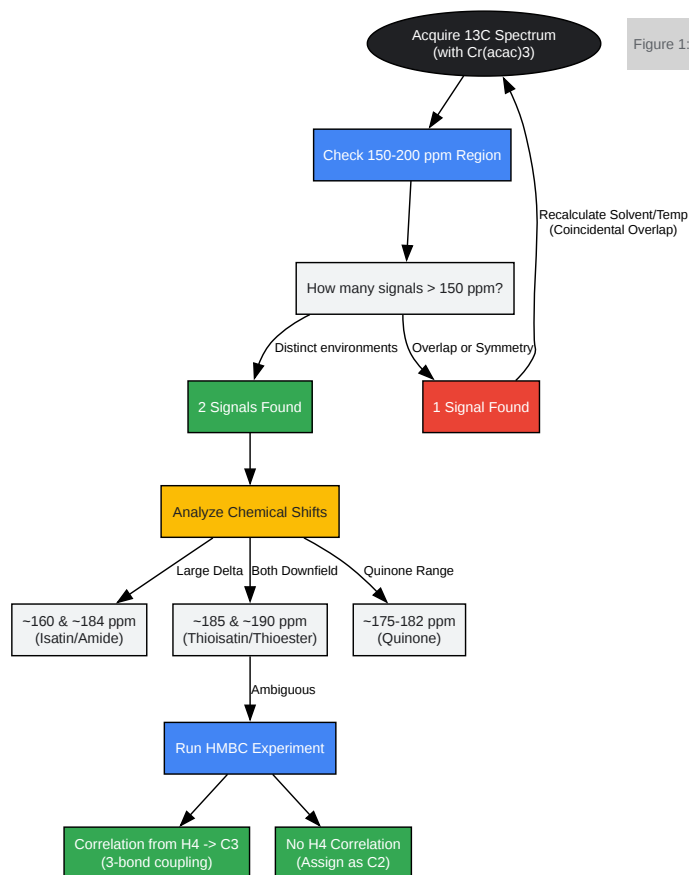 Acquire 13C Spectrum
(with Cr(acac)3)
Figure 1:
Check 150-200 ppm Region
Recalculate Solvent/Temp
(Coincidental Overlap)
How many signals > 150 ppm?
Distinct environments
Overlap or Symmetry
2 Signals Found
1 Signal Found
Analyze Chemical Shifts
Large Delta
Both Downfield
Quinone Range
~160 & ~184 ppm
(Isatin/Amide)
~185 & ~190 ppm
(Thioisatin/Thioester)
~175-182 ppm
(Quinone)
Ambiguous
Run HMBC Experiment
Correlation from H4 -> C3
(3-bond coupling)
No H4 Correlation
(Assign as C2)